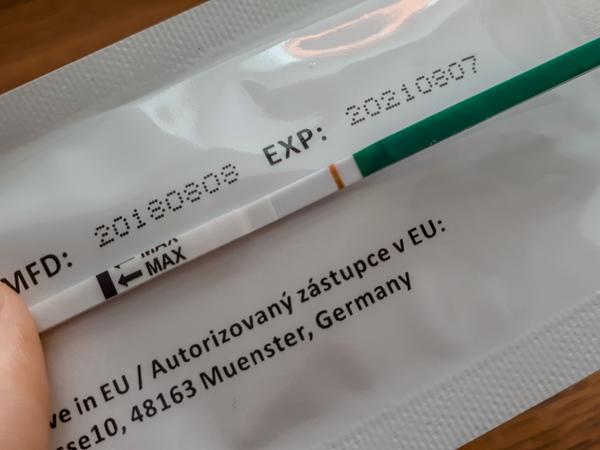 MFD: 20180808 EXP: 20210807
MAX
MAX
ve in EU / Autorizovaný zástupce v EU:
sse10, 48163 Muenster, Germany